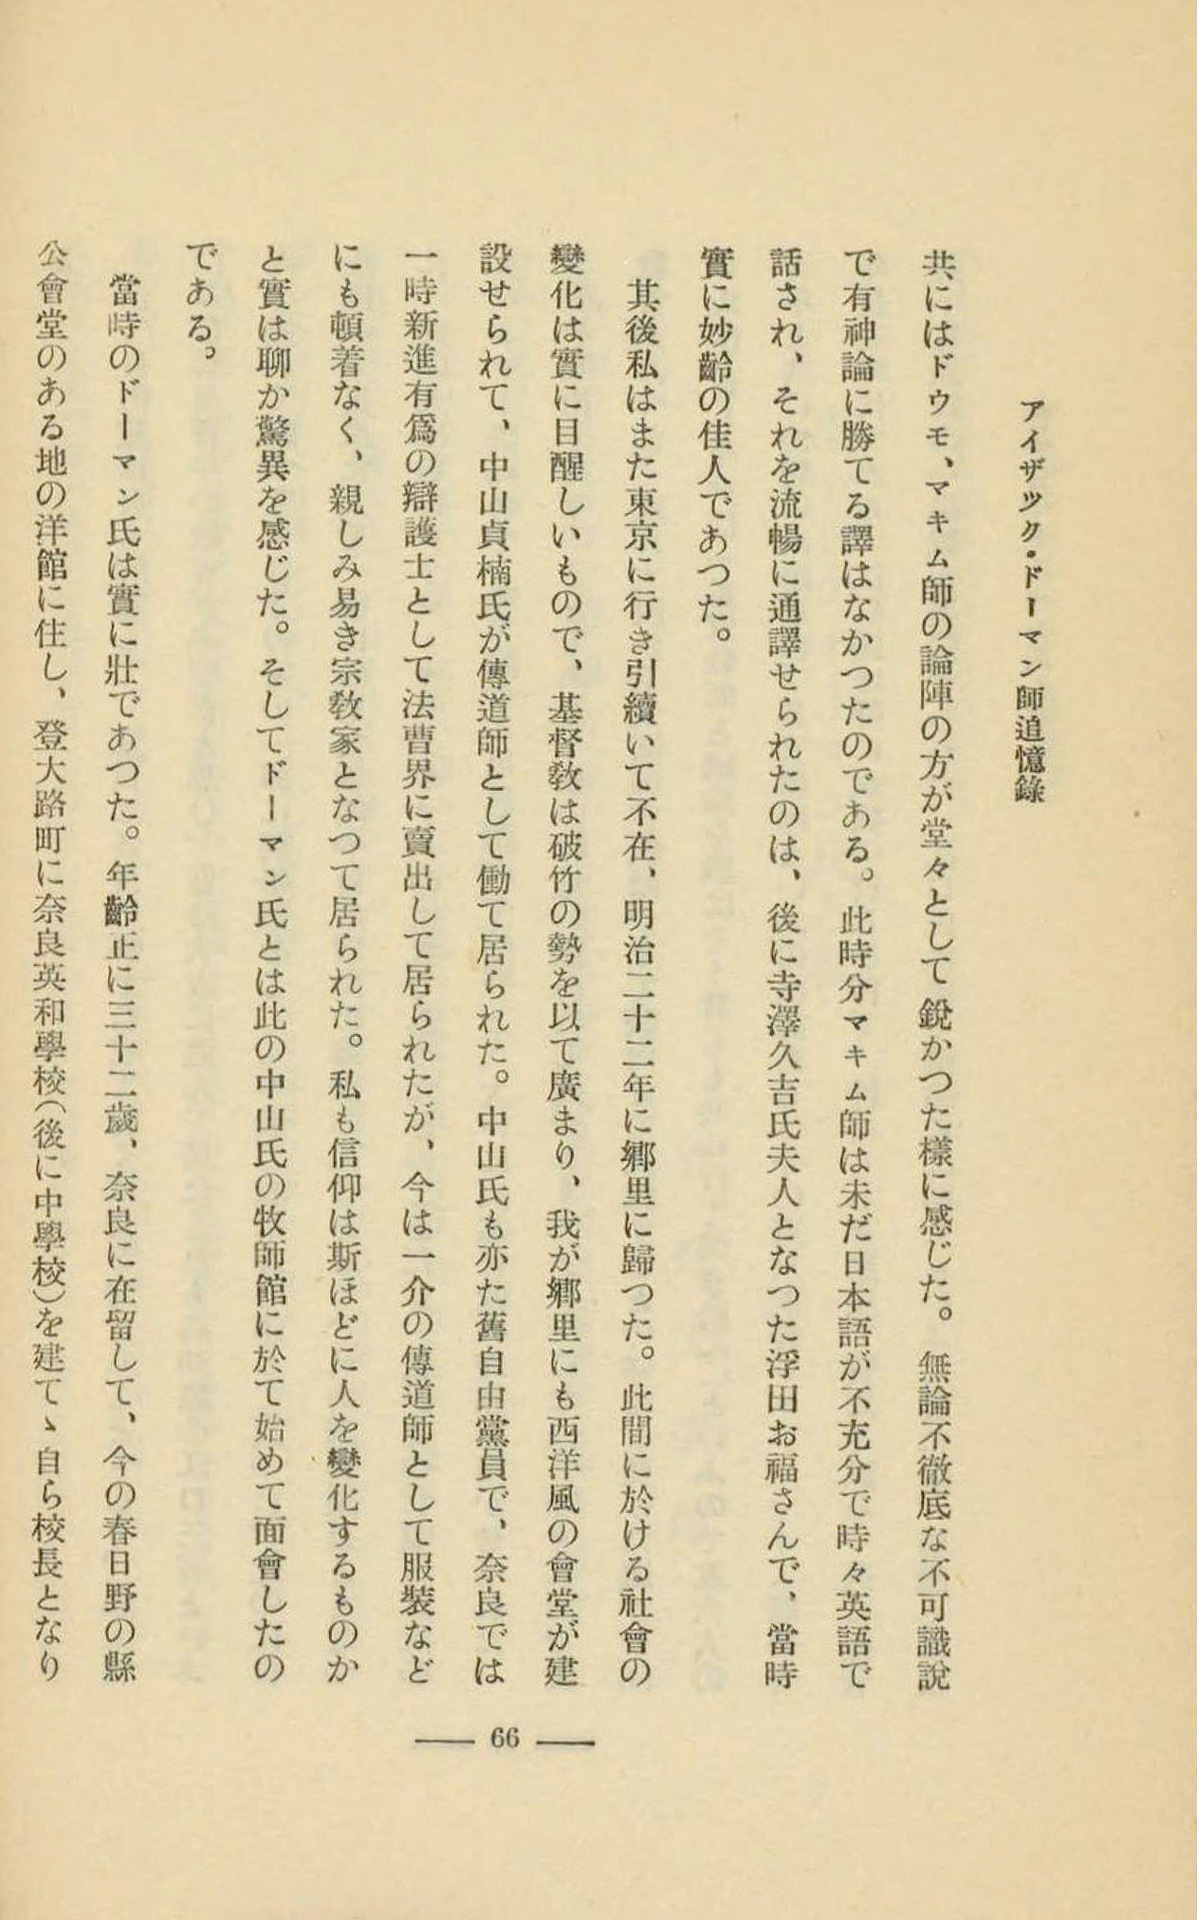 アイザツク・ドーマン師追憶錄
共にはドウモ、マキム師の論陣の方が堂々として銳かつた樣に感じた。無論不徹底な不可識說
で有神論に勝てる譯はなかつたのである。此時分マキム師は未だ日本語が不充分で時々英語で
話され、それを流暢に通譯せられたのは、後に寺澤久吉氏夫人となつた浮田お福さんで、當時
實に妙齡の佳人であつた。
其後私はまた東京に行き引續いて不在、明治二十二年に鄉里に歸つた。此間に於ける社會の
變化は實に目醒しいもので、基督敎は破竹の勢を以て廣まり、我が鄉里にも西洋風の會堂が建
設せられて、中山貞楠氏が傳道師として働て居られた。中山氏も亦た舊自由黨員で、奈良では
一時新進有爲の辯護士として法曹界に賣出して居られたが、今は一介の傳道師として服裝など
にも頓着なく、親しみ易き宗敎家となつて居られた。私も信仰は斯ほどに人を變化するものか
と實は聊か驚異を感じた。そしてドーマン氏とは此の中山氏の牧師館に於て始めて面會したの
である。
當時のドーマン氏は實に壯であつた。年齡正に三十二歲、奈良に在留して、今の春日野の縣
公會堂のある地の洋館に住し、登大路町に奈良英和學校(後に中學校)を建てゝ自ら校長となり
66